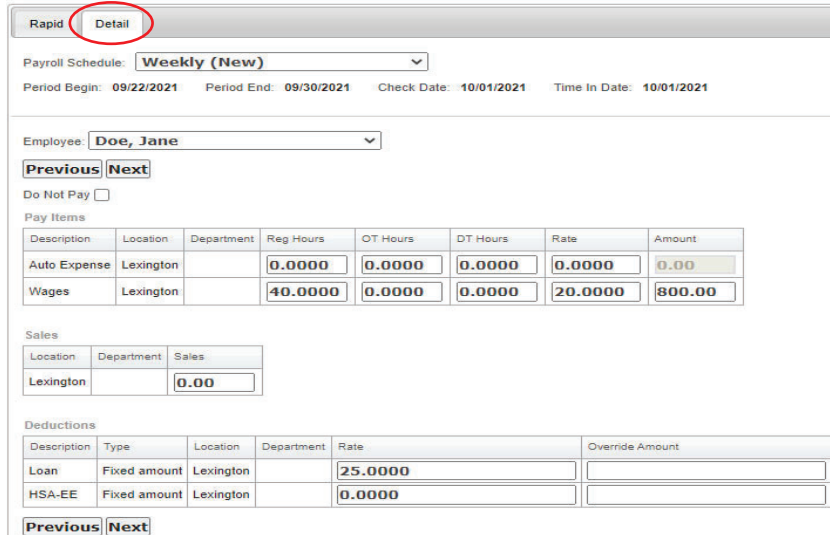 Rapid Detail
Payroll Schedule: Weekly (New)
Period Begin: 09/22/2021 Period End: 09/30/2021 Check Date: 10/01/2021 Time In Date: 10/01/2021
Employee: Doe, Jane
Previous Next
Do Not Pay
Pay Items
Description Location Department Reg Hours OT Hours DT Hours Rate Amount
Auto Expense Lexington 0.0000 0.0000 0.0000 0.0000 0.00
Wages Lexington 40.0000 0.0000 0.0000 20.0000 800.00
Sales
Location Department Sales
Lexington 0.00
Deductions
Description Type Location Department Rate Override Amount
Loan Fixed amount Lexington 25.0000
HSA-EE Fixed amount Lexington 0.0000
Previous Next